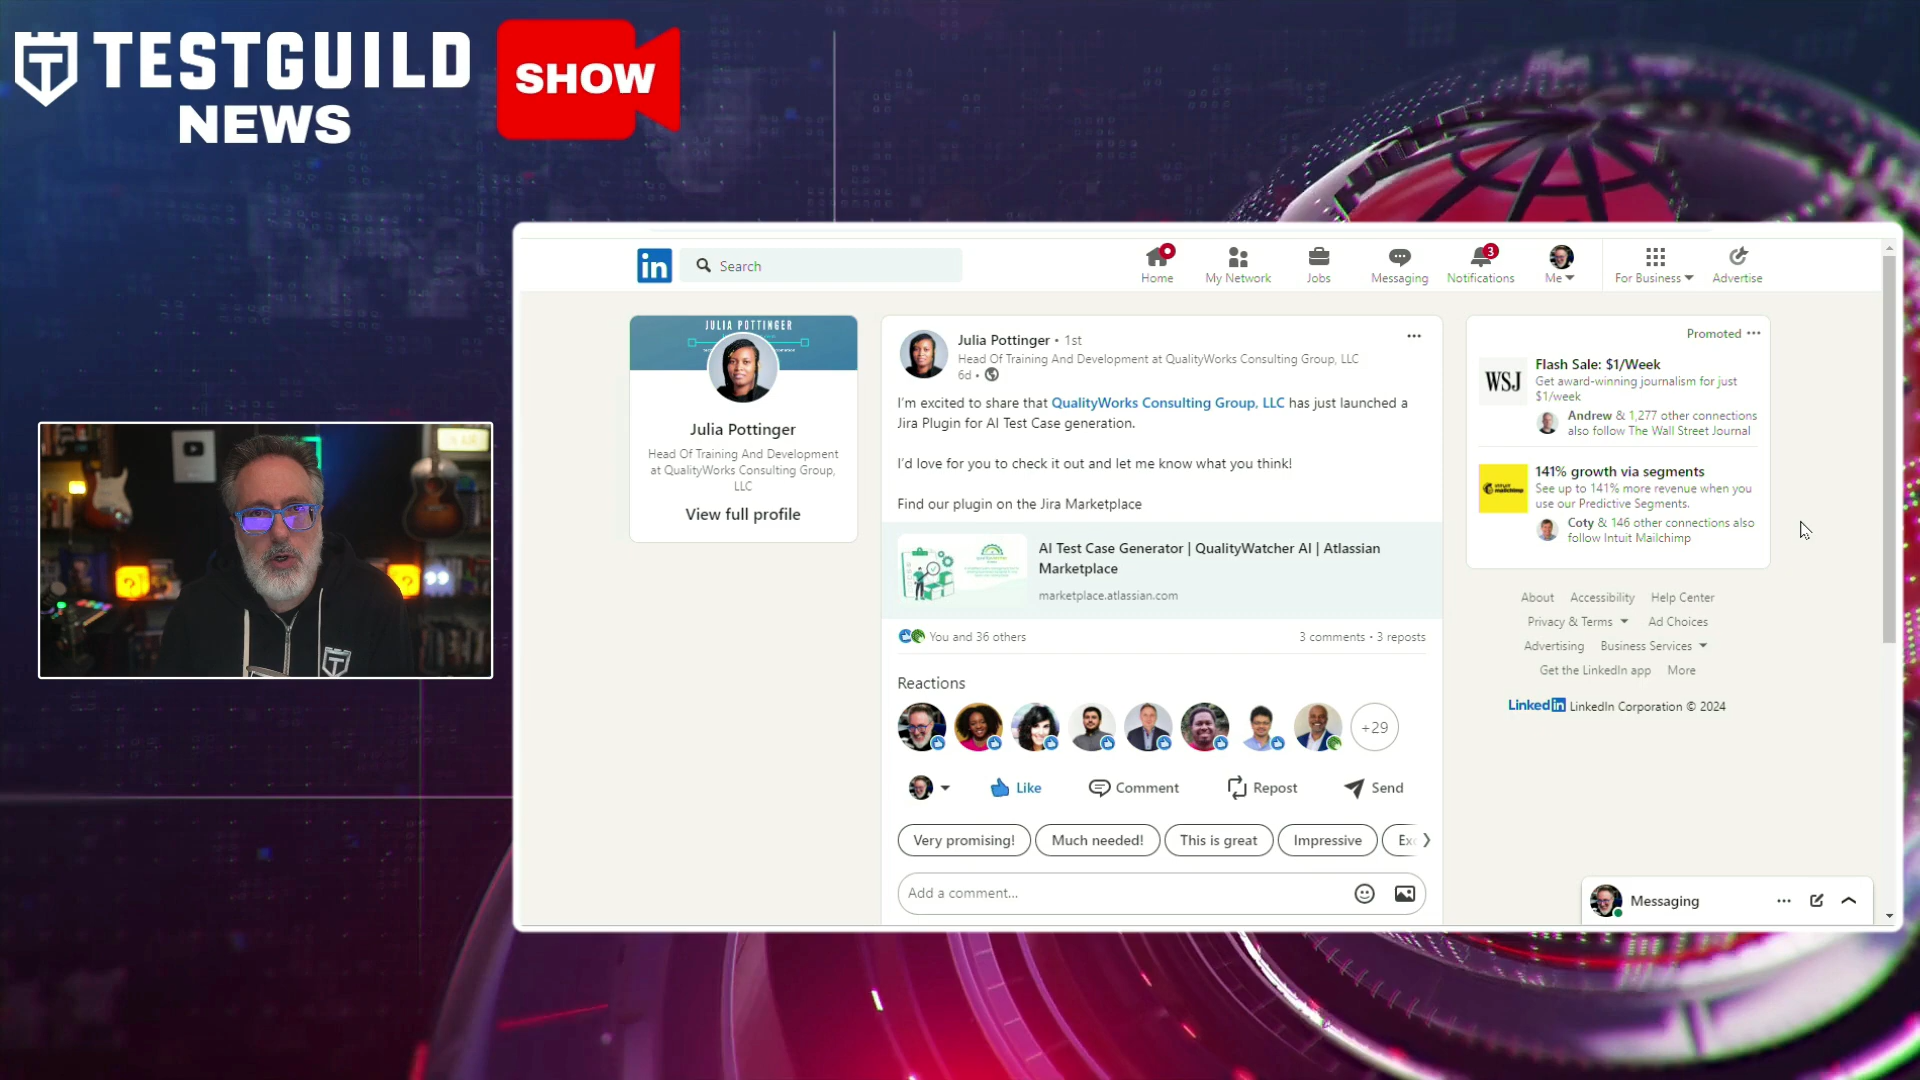 TESTGUILD
NEWS
SHOW
in
Search
Home
My Network
Jobs
Messaging
3
Notifications
Me
For Business
Advertise
JULIA POTTINGER
Julia Pottinger
Head Of Training And Development
at QualityWorks Consulting Group,
LLC
View full profile
Julia Pottinger • 1st
Head Of Training And Development at QualityWorks Consulting Group, LLC
6d •
I'm excited to share that QualityWorks Consulting Group, LLC has just launched a
Jira Plugin for AI Test Case generation.
I'd love for you to check it out and let me know what you think!
Find our plugin on the Jira Marketplace
AI Test Case Generator | QualityWatcher AI | Atlassian
Marketplace
marketplace.atlassian.com
You and 36 others
3 comments • 3 reposts
Reactions
+29
Like
Comment
Repost
Send
Very promising!
Much needed!
This is great
Impressive
Add a comment...
Promoted
WSJ
Flash Sale: $1/Week
Get award-winning journalism for just
$1/week
Andrew & 1,277 other connections
also follow The Wall Street Journal
intuit
mailchimp
141% growth via segments
See up to 141% more revenue when you
use our Predictive Segments.
Coty & 146 other connections also
follow Intuit Mailchimp
About Accessibility Help Center
Privacy & Terms Ad Choices
Advertising Business Services
Get the LinkedIn app More
LinkedIn LinkedIn Corporation © 2024
Messaging